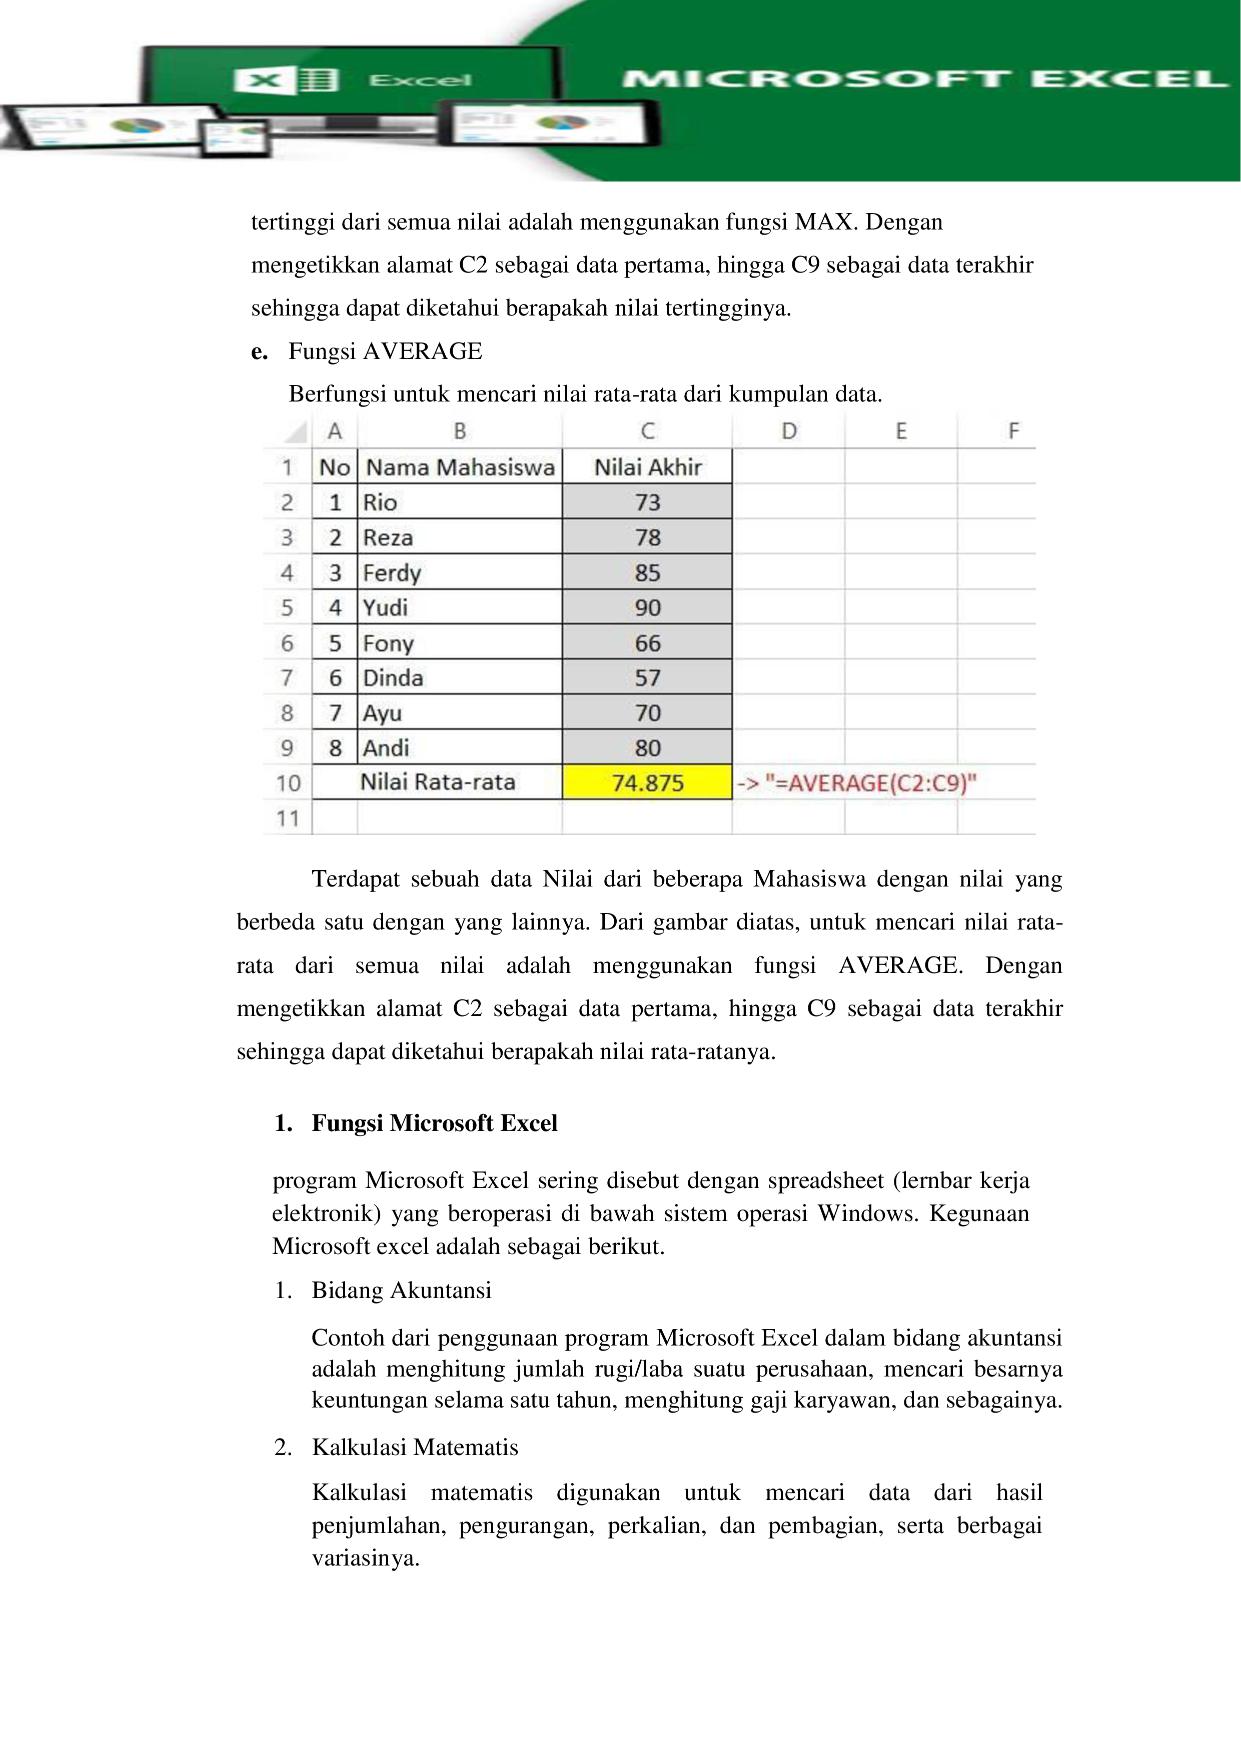 Excel
MICROSOFT EXCEL
tertinggi dari semua nilai adalah menggunakan fungsi MAX. Dengan
mengetikkan alamat C2 sebagai data pertama, hingga C9 sebagai data terakhir
sehingga dapat diketahui berapakah nilai tertingginya.
e. Fungsi AVERAGE
Berfungsi untuk mencari nilai rata-rata dari kumpulan data.
A B C D E F
1 No Nama Mahasiswa Nilai Akhir
2 1 Rio 73
3 2 Reza 78
4 3 Ferdy 85
5 4 Yudi 90
6 5 Fony 66
7 6 Dinda 57
8 7 Ayu 70
9 8 Andi 80
10 Nilai Rata-rata 74.875 -> "=AVERAGE(C2:C9)"
11
Terdapat sebuah data Nilai dari beberapa Mahasiswa dengan nilai yang
berbeda satu dengan yang lainnya. Dari gambar diatas, untuk mencari nilai rata-
rata dari semua nilai adalah menggunakan fungsi AVERAGE. Dengan
mengetikkan alamat C2 sebagai data pertama, hingga C9 sebagai data terakhir
sehingga dapat diketahui berapakah nilai rata-ratanya.
1. Fungsi Microsoft Excel
program Microsoft Excel sering disebut dengan spreadsheet (lernbar kerja
elektronik) yang beroperasi di bawah sistem operasi Windows. Kegunaan
Microsoft excel adalah sebagai berikut.
1. Bidang Akuntansi
Contoh dari penggunaan program Microsoft Excel dalam bidang akuntansi
adalah menghitung jumlah rugi/laba suatu perusahaan, mencari besarnya
keuntungan selama satu tahun, menghitung gaji karyawan, dan sebagainya.
2. Kalkulasi Matematis
Kalkulasi matematis digunakan untuk mencari data dari hasil
penjumlahan, pengurangan, perkalian, dan pembagian, serta berbagai
variasinya.